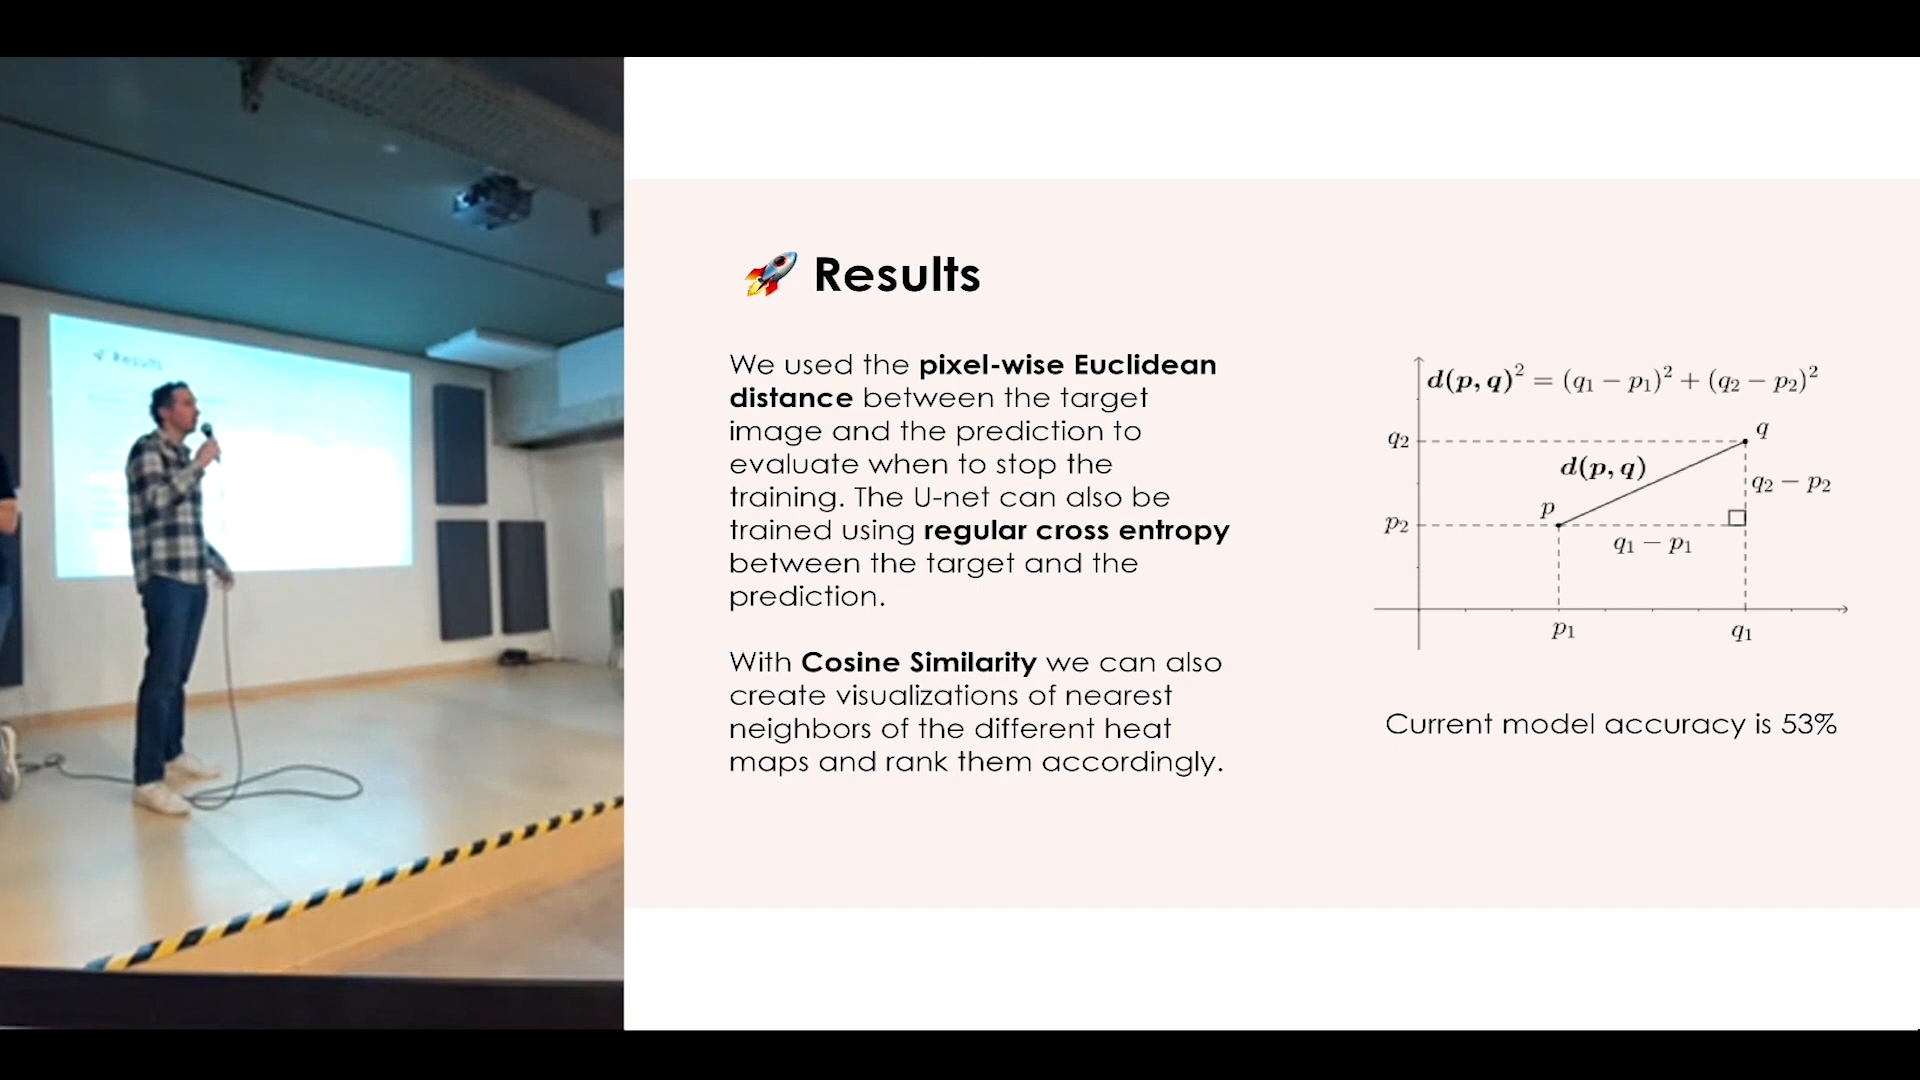 Results
🚀 Results
We used the pixel-wise Euclidean
distance between the target
image and the prediction to
evaluate when to stop the
training. The U-net can also be
trained using regular cross entropy
between the target and the
prediction.
With Cosine Similarity we can also
create visualizations of nearest
neighbors of the different heat
maps and rank them accordingly.
d(p, q)² = (q₁ − p₁)² + (q₂ − p₂)²
q₂
q
d(p, q)
q₂ − p₂
p
p₂
q₁ − p₁
p₁
q₁
Current model accuracy is 53%